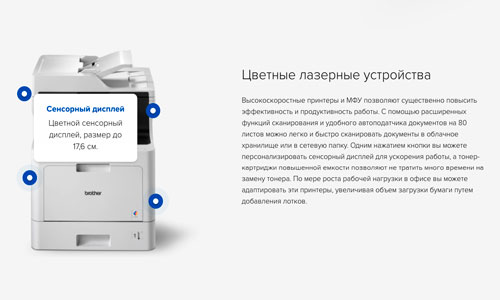 Цветные лазерные устройства
Сенсорный дисплей
Цветной сенсорный
дисплей, размер до
17,6 см.
brother
Высокоскоростные принтеры и МФУ позволяют существенно повысить
эффективность и продуктивность работы. С помощью расширенных
функций сканирования и удобного автоподатчика документов на 80
листов можно легко и быстро сканировать документы в облачное
хранилище или в сетевую папку. Одним нажатием кнопки вы можете
персонализировать сенсорный дисплей для ускорения работы, а тонер-
картриджи повышенной емкости позволяют не тратить много времени на
замену тонера. По мере роста рабочей нагрузки в офисе вы можете
адаптировать эти принтеры, увеличивая объем загрузки бумаги путем
добавления лотков.